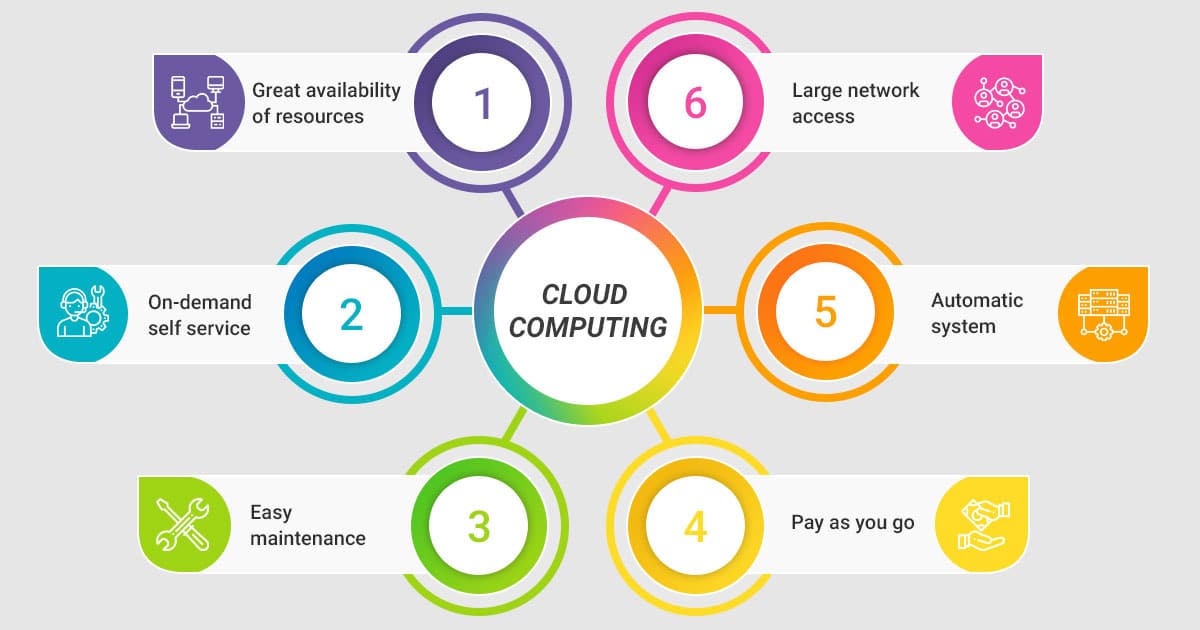 1
Great availability
of resources
2
On-demand
self service
3
Easy
maintenance
4
Pay as you go
5
Automatic
system
6
Large network
access
CLOUD
COMPUTING